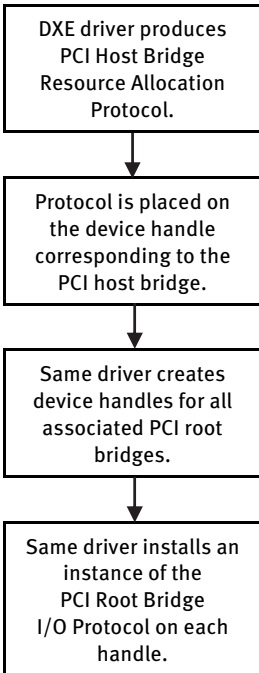 DXE driver produces
PCI Host Bridge
Resource Allocation
Protocol.
Protocol is placed on
the device handle
corresponding to the
PCI host bridge.
Same driver creates
device handles for all
associated PCI root
bridges.
Same driver installs an
instance of the
PCI Root Bridge
I/O Protocol on each
handle.